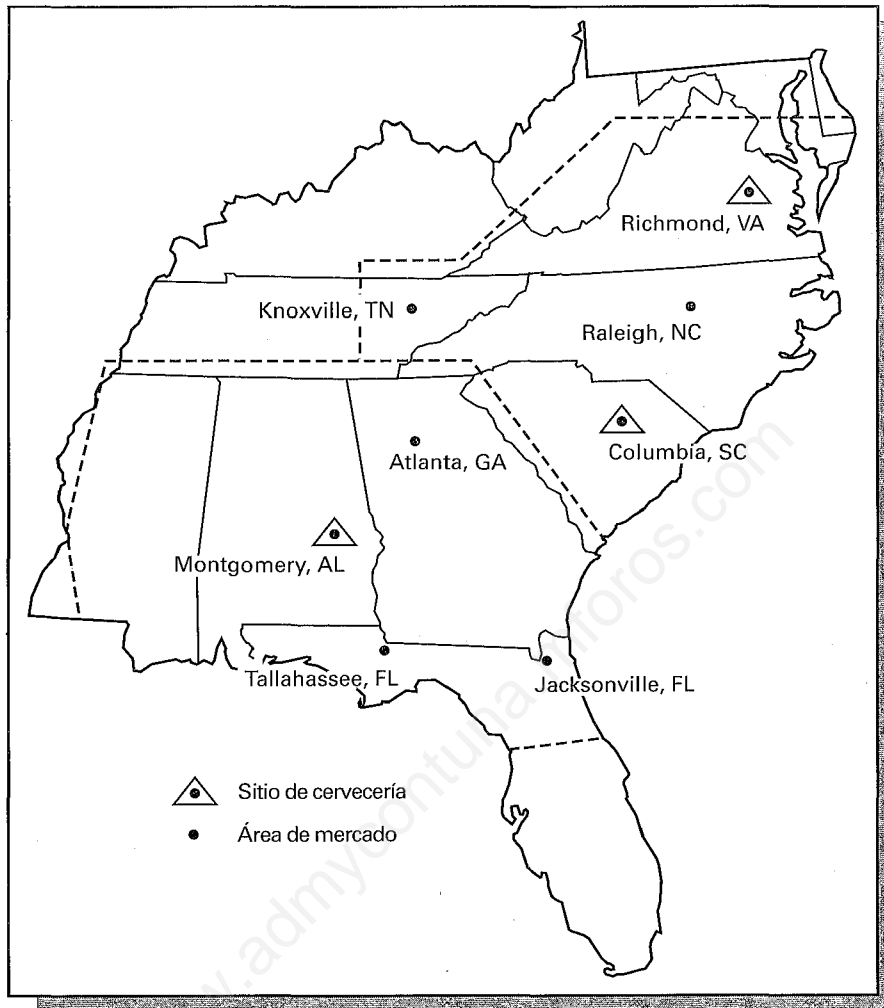 Richmond, VA
Knoxville, TN
Raleigh, NC
Atlanta, GA
Columbia, SC
Montgomery, AL
Tallahassee, FL
Jacksonville, FL
Sitio de cervecería
Área de mercado